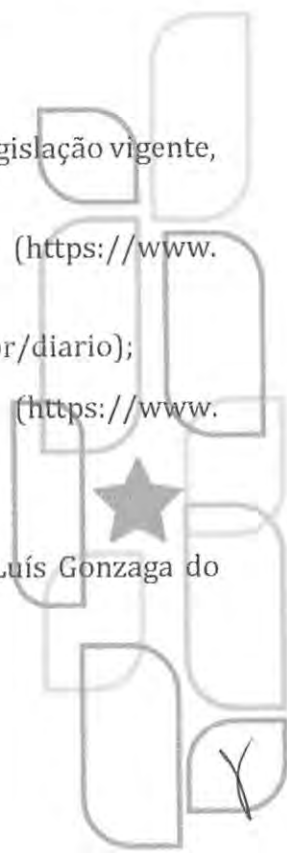 gislação vigente,
(https://www.
or/diario);
(https://www.
Luís Gonzaga do